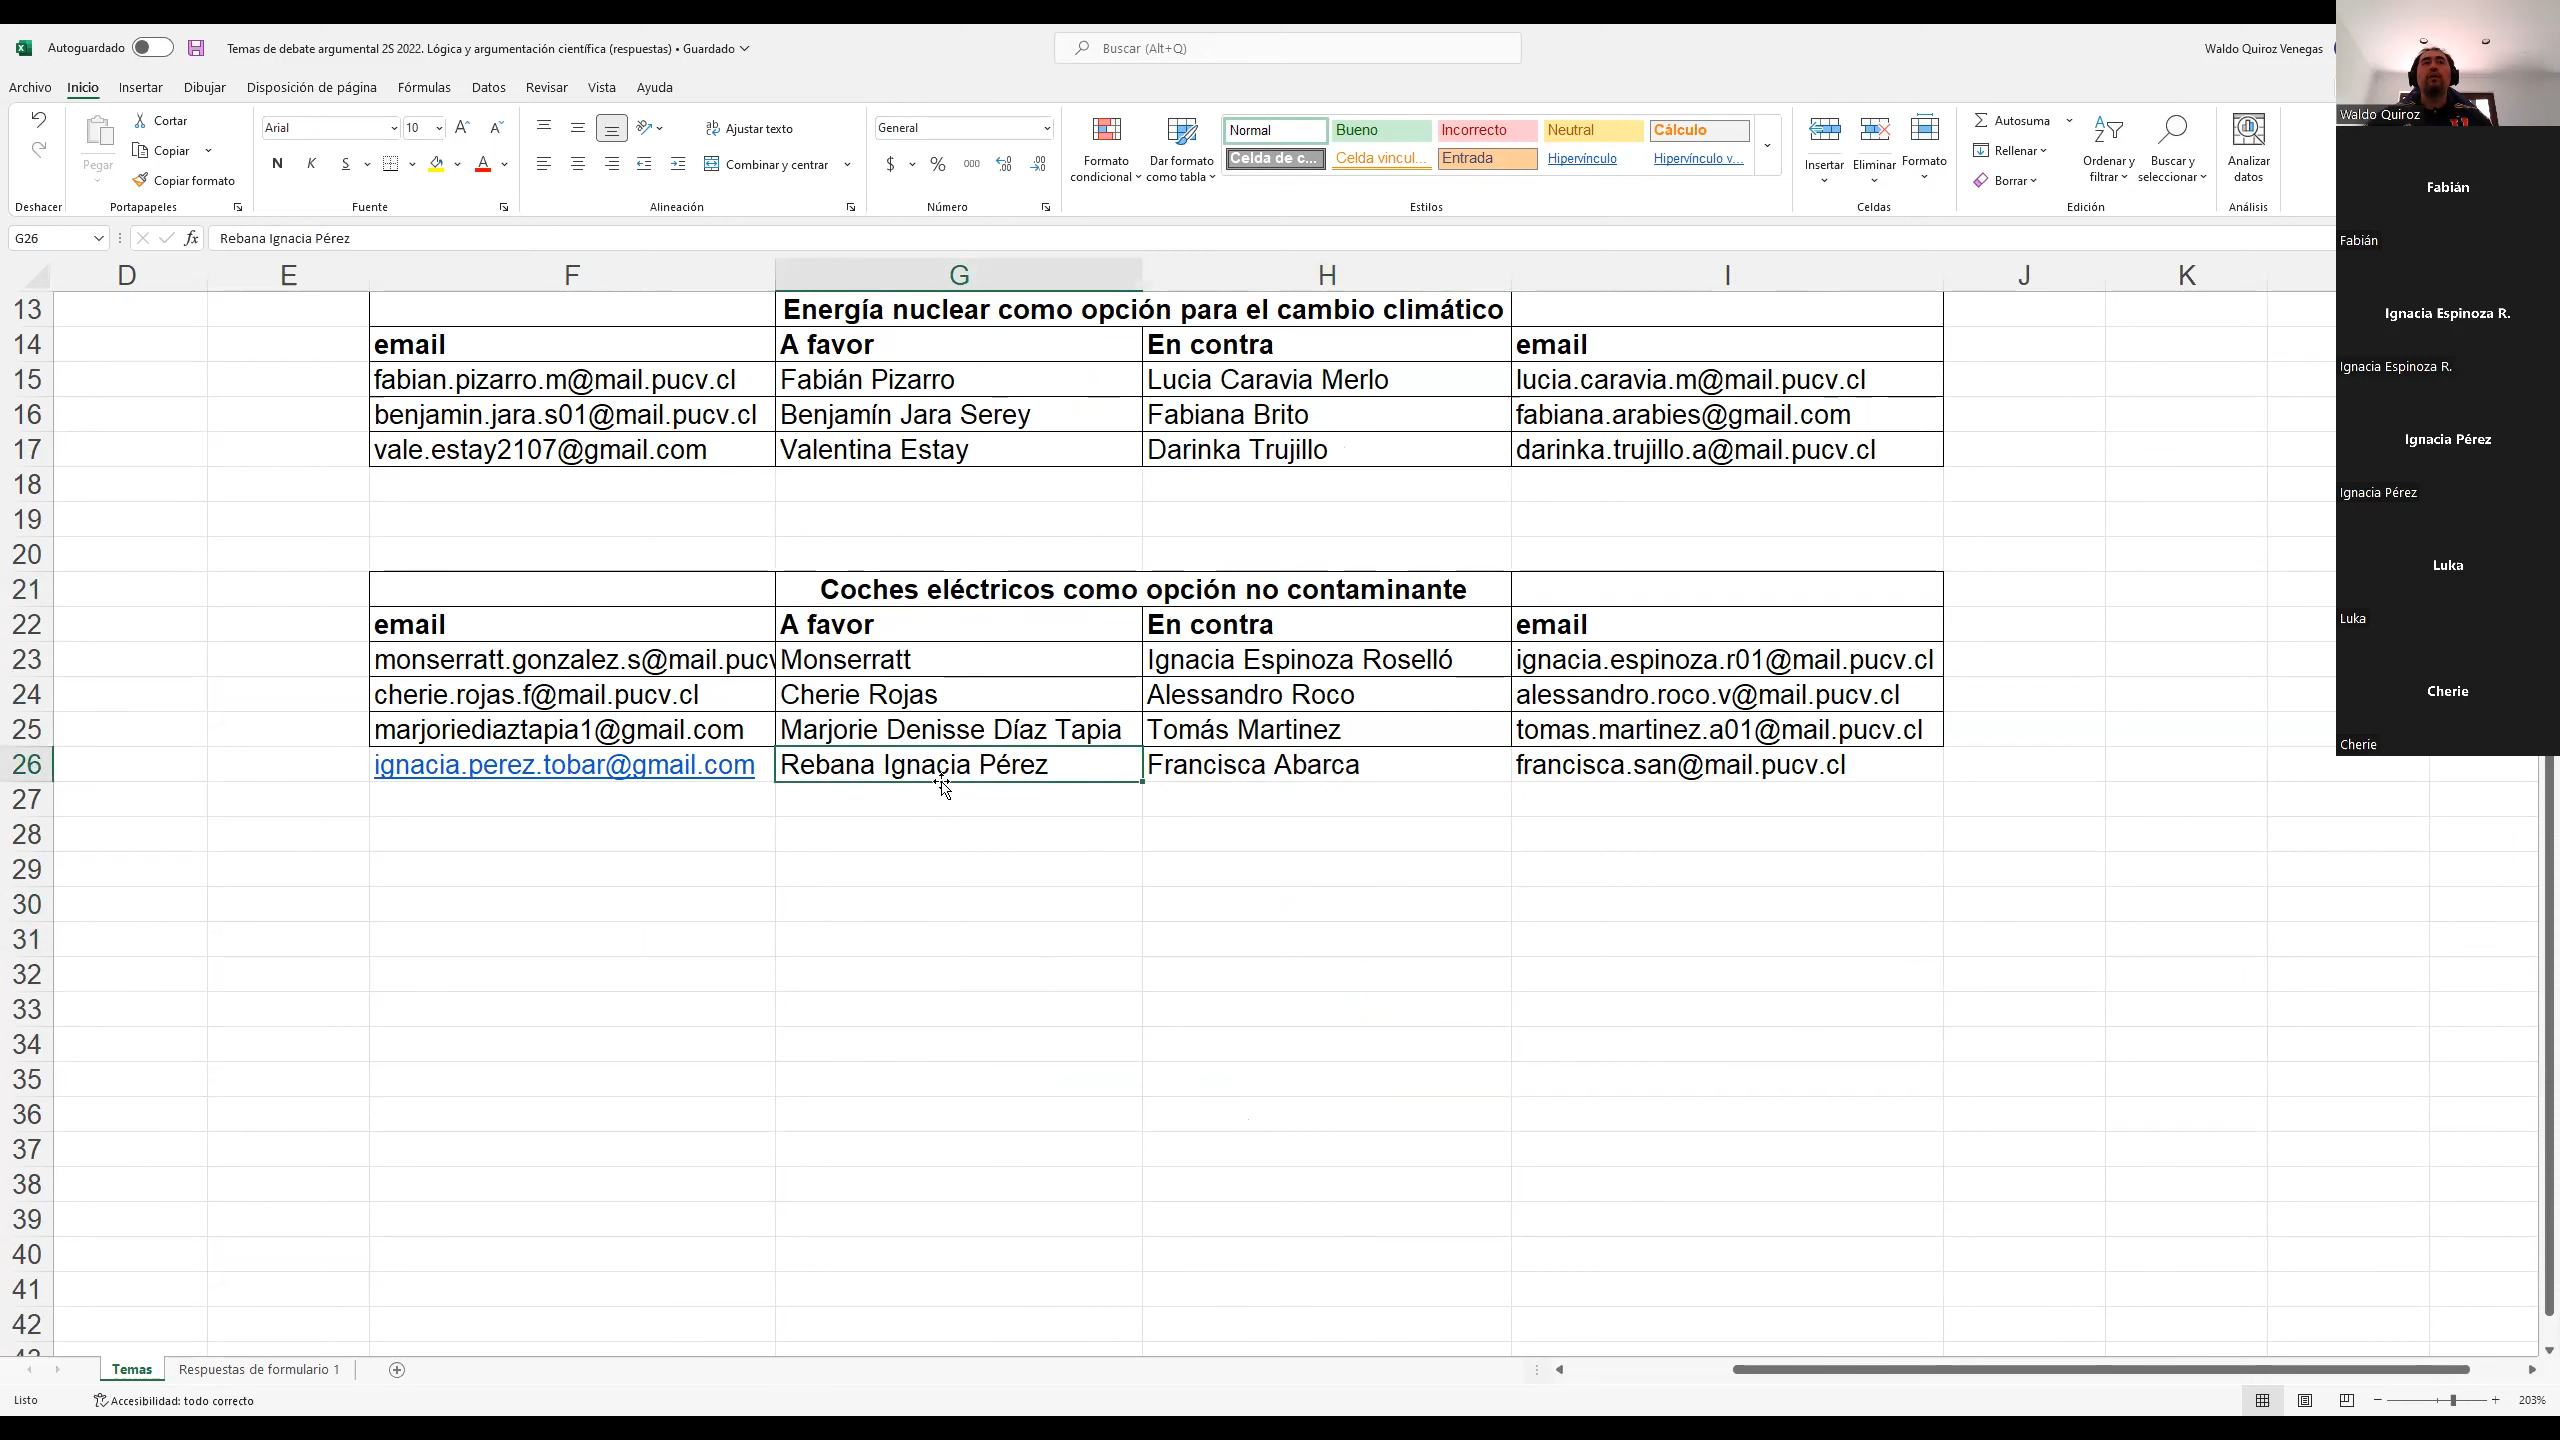 Autoguardado
Temas de debate argumental 2S 2022. Lógica y argumentación científica (respuestas) • Guardado
Buscar (Alt+Q)
Waldo Quiroz Venegas
Archivo Inicio Insertar Dibujar Disposición de página Fórmulas Datos Revisar Vista Ayuda
Pegar
Cortar
Copiar
Copiar formato
Arial 10
N K S
Ajustar texto
Combinar y centrar
General
$ % 000
Formato condicional
Dar formato como tabla
Normal Bueno Incorrecto Neutral Cálculo
Celda de c... Celda vincul... Entrada Hipervínculo Hipervínculo v...
Insertar Eliminar Formato
Autosuma
Rellenar
Borrar
Ordenar y filtrar
Buscar y seleccionar
Analizar datos
Deshacer Portapapeles Fuente Alineación Número Estilos Celdas Edición Análisis
G26 fx Rebana Ignacia Pérez
D E F G H I J K
13 Energía nuclear como opción para el cambio climático
14 email A favor En contra email
15 fabian.pizarro.m@mail.pucv.cl Fabián Pizarro Lucia Caravia Merlo lucia.caravia.m@mail.pucv.cl
16 benjamin.jara.s01@mail.pucv.cl Benjamín Jara Serey Fabiana Brito fabiana.arabies@gmail.com
17 vale.estay2107@gmail.com Valentina Estay Darinka Trujillo darinka.trujillo.a@mail.pucv.cl
18
19
20
21 Coches eléctricos como opción no contaminante
22 email A favor En contra email
23 monserratt.gonzalez.s@mail.pucv Monserratt Ignacia Espinoza Roselló ignacia.espinoza.r01@mail.pucv.cl
24 cherie.rojas.f@mail.pucv.cl Cherie Rojas Alessandro Roco alessandro.roco.v@mail.pucv.cl
25 marjoriediaztapia1@gmail.com Marjorie Denisse Díaz Tapia Tomás Martinez tomas.martinez.a01@mail.pucv.cl
26 ignacia.perez.tobar@gmail.com Rebana Ignacia Pérez Francisca Abarca francisca.san@mail.pucv.cl
27
28
29
30
31
32
33
34
35
36
37
38
39
40
41
42
Temas Respuestas de formulario 1
Listo Accesibilidad: todo correcto
203%
Waldo Quiroz
Fabián
Fabián
Ignacia Espinoza R.
Ignacia Espinoza R.
Ignacia Pérez
Ignacia Pérez
Luka
Luka
Cherie
Cherie